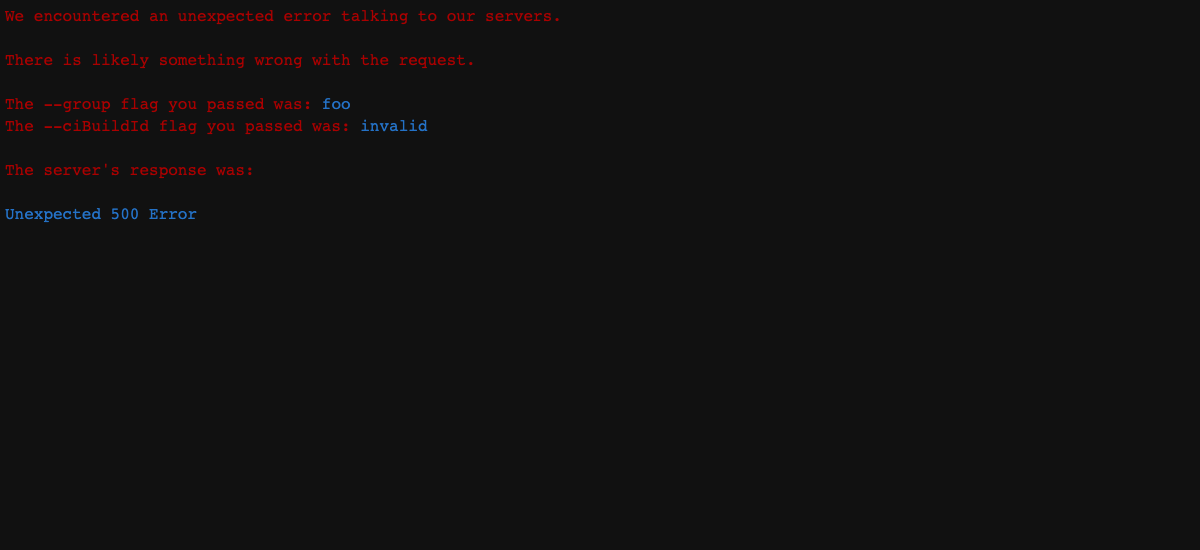 We encountered an unexpected error talking to our servers.
There is likely something wrong with the request.
The --group flag you passed was: foo
The --ciBuildId flag you passed was: invalid
The server's response was:
Unexpected 500 Error